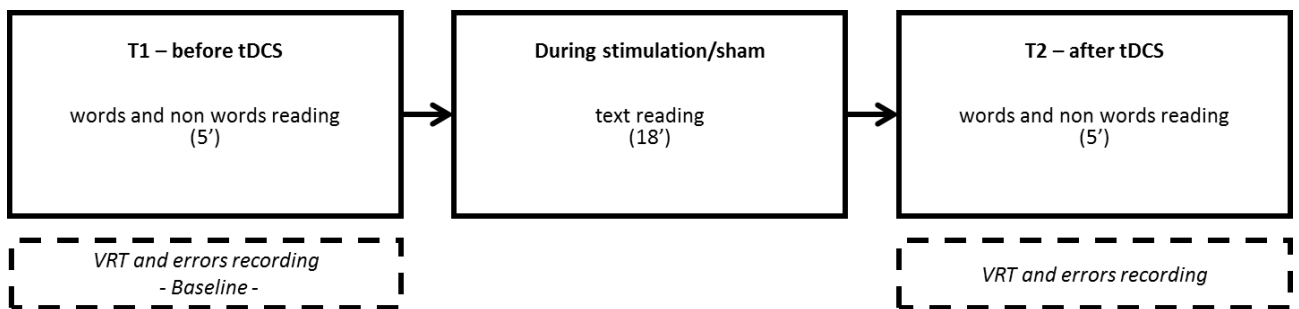 T1 – before tDCS
words and non words reading
(5’)
During stimulation/sham
text reading
(18’)
T2 – after tDCS
words and non words reading
(5’)
VRT and errors recording
- Baseline -
VRT and errors recording